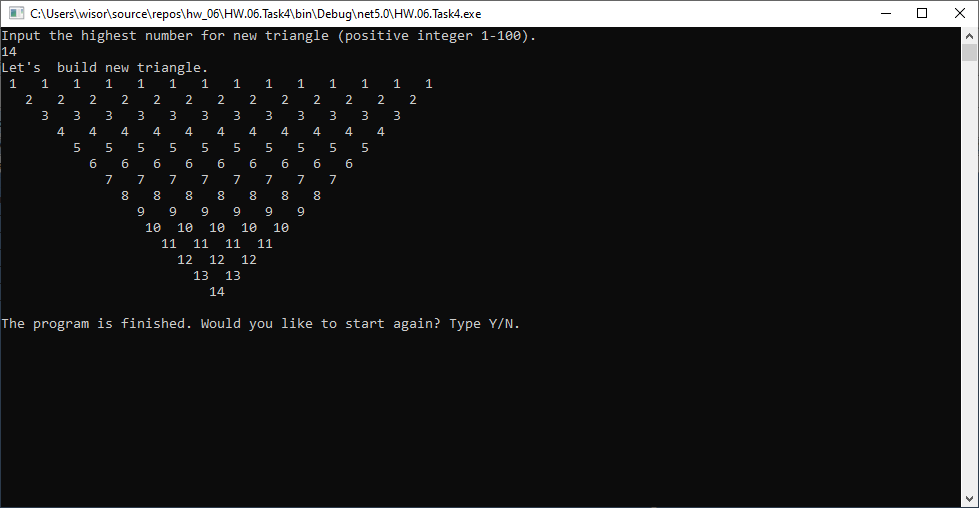 C:\Users\wisor\source\repos\hw_06\HW.06.Task4\bin\Debug\net5.0\HW.06.Task4.exe
Input the highest number for new triangle (positive integer 1-100).
14
Let's  build new triangle.
 1   1   1   1   1   1   1   1   1   1   1   1   1   1
   2   2   2   2   2   2   2   2   2   2   2   2   2
     3   3   3   3   3   3   3   3   3   3   3   3
       4   4   4   4   4   4   4   4   4   4   4
         5   5   5   5   5   5   5   5   5   5
           6   6   6   6   6   6   6   6   6
             7   7   7   7   7   7   7   7
               8   8   8   8   8   8   8
                 9   9   9   9   9   9
                  10  10  10  10  10
                    11  11  11  11
                      12  12  12
                        13  13
                          14
The program is finished. Would you like to start again? Type Y/N.